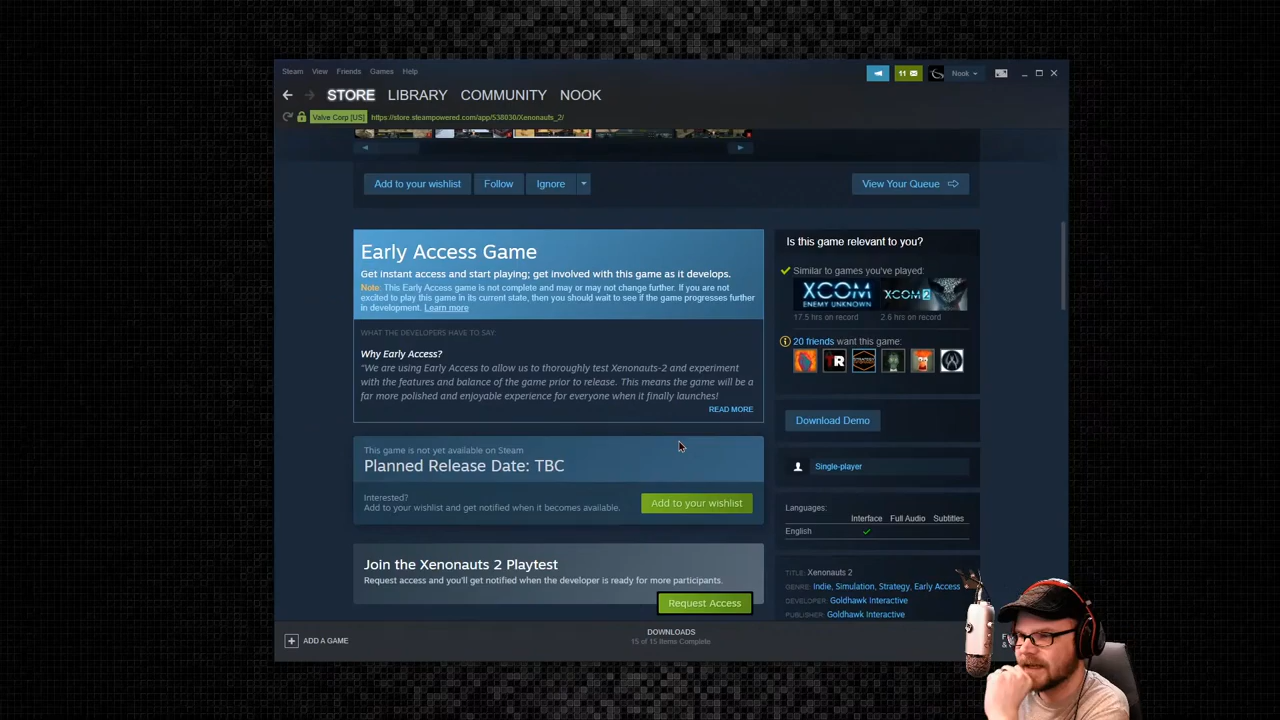 Steam View Friends Games Help
11
Nook
STORE LIBRARY COMMUNITY NOOK
Valve Corp [US] https://store.steampowered.com/app/538030/Xenonauts_2/
Add to your wishlist Follow Ignore View Your Queue
Early Access Game
Get instant access and start playing; get involved with this game as it develops.
Note: This Early Access game is not complete and may or may not change further. If you are
not excited to play this game in its current state, then you should wait to see if the game progresses further
in development. Learn more
WHAT THE DEVELOPERS HAVE TO SAY:
Why Early Access?
“We are using Early Access to allow us to thoroughly test Xenonauts-2 and experiment
with the features and balance of the game prior to release. This means the game will be a
far more polished and enjoyable experience for everyone when it finally launches!
READ MORE
This game is not yet available on Steam
Planned Release Date: TBC
Interested?
Add to your wishlist and get notified when it becomes available.
Add to your wishlist
Join the Xenonauts 2 Playtest
Request access and you'll get notified when the developer is ready for more participants.
Request Access
Is this game relevant to you?
Similar to games you've played:
XCOM
ENEMY UNKNOWN
XCOM 2
17.5 hrs on record 2.6 hrs on record
20 friends want this game:
Download Demo
Single-player
Languages:
Interface Full Audio Subtitles
English
TITLE: Xenonauts 2
GENRE: Indie, Simulation, Strategy, Early Access
DEVELOPER: Goldhawk Interactive
PUBLISHER: Goldhawk Interactive
ADD A GAME
DOWNLOADS
15 of 15 Items Complete